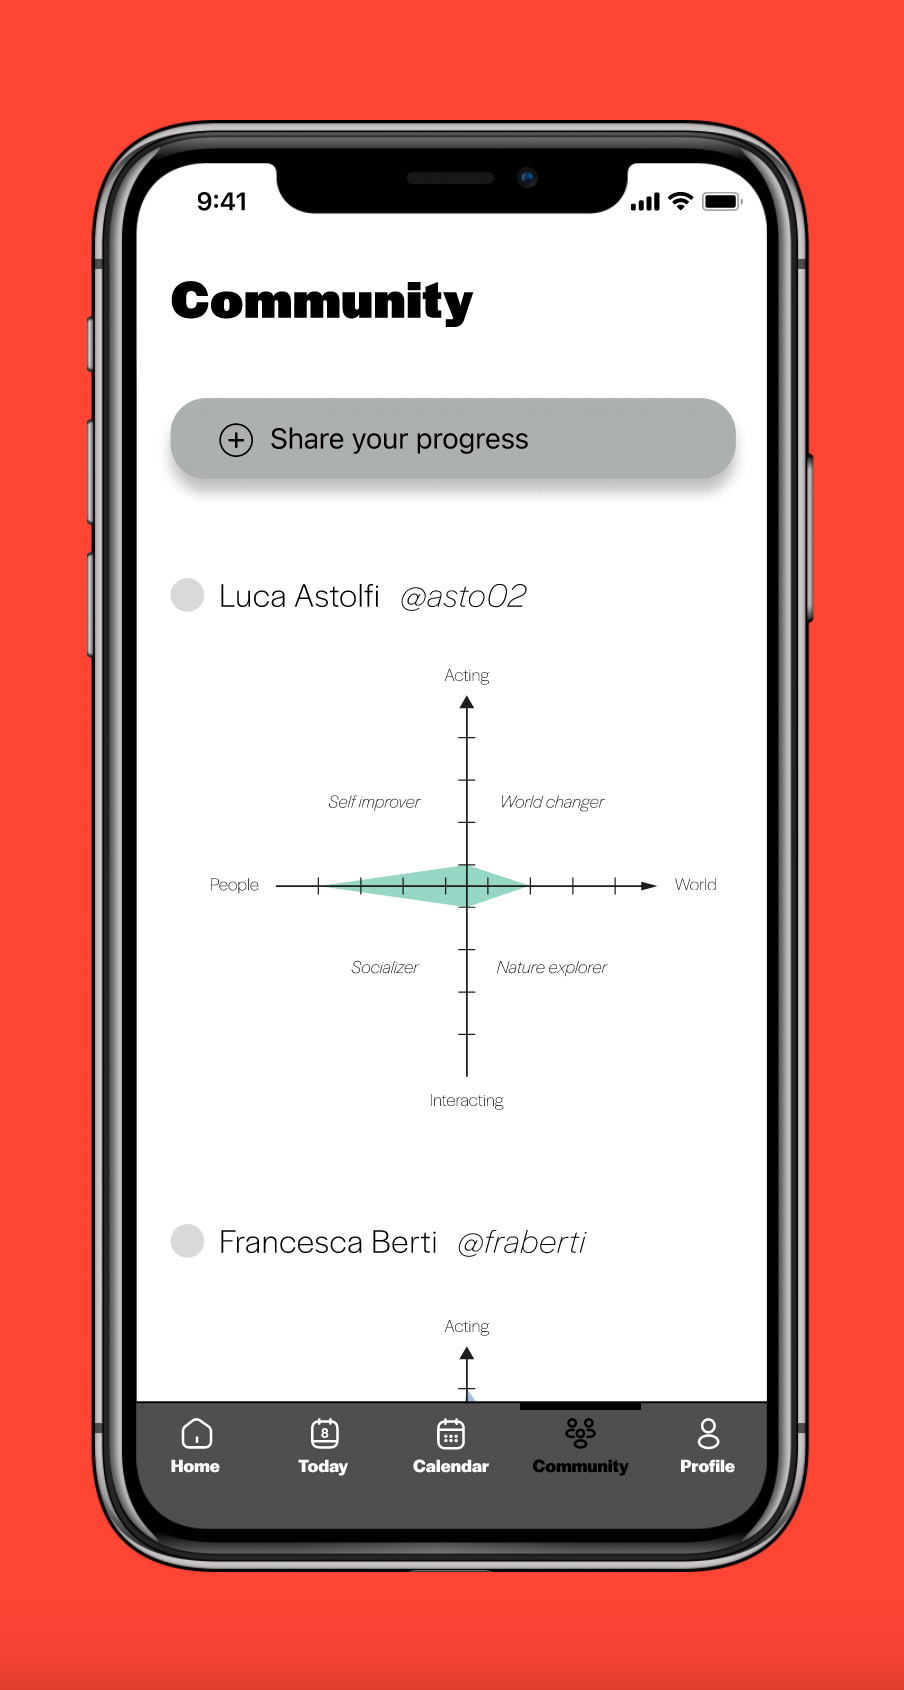 9:41
Community
Share your progress
Luca Astolfi @asto02
Acting
Self improver World changer
People World
Socializer Nature explorer
Interacting
Francesca Berti @fraberti
Acting
8
Home Today Calendar Community Profile